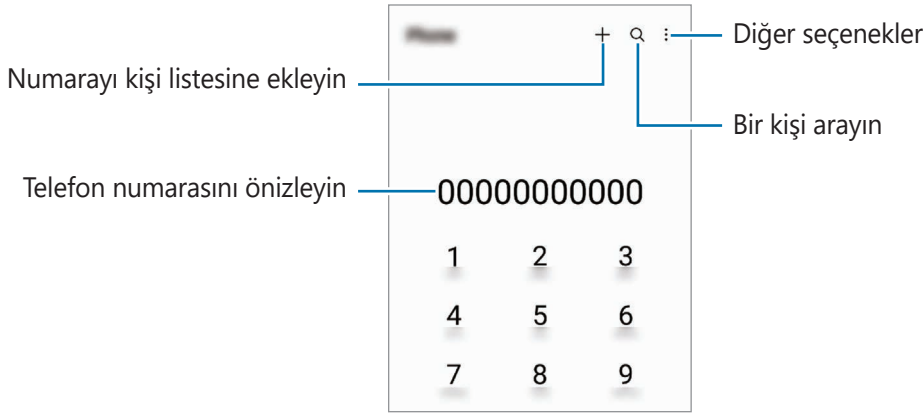 Diğer seçenekler
Numarayı kişi listesine ekleyin
Bir kişi arayın
Telefon numarasını önizleyin
00000000000
1 2 3
4 5 6
7 8 9